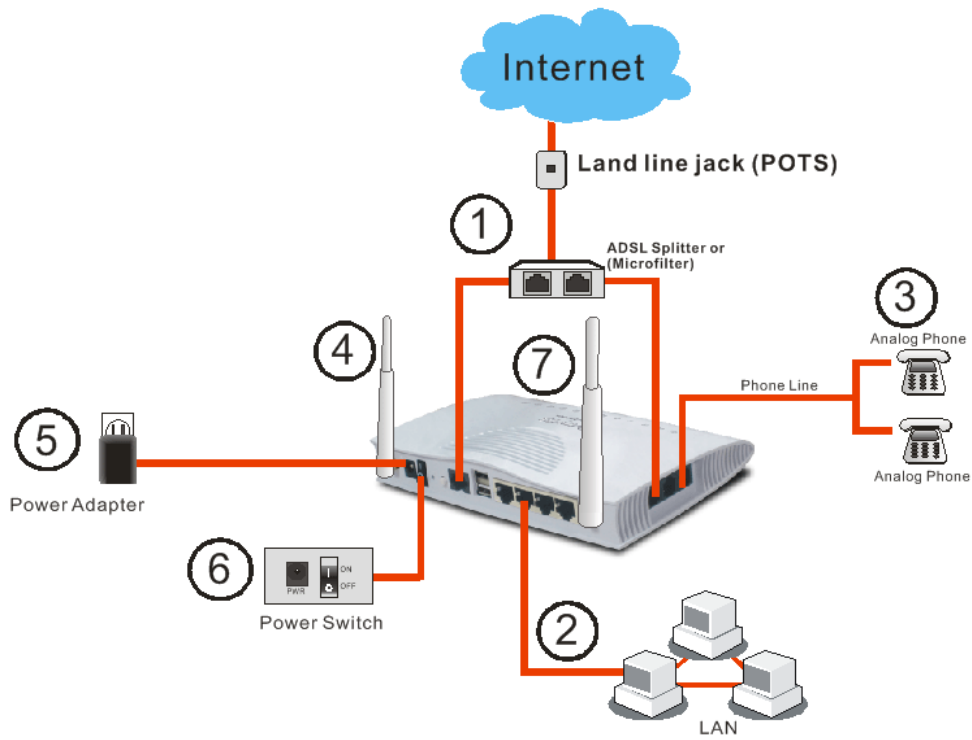 Internet
Land line jack (POTS)
1
ADSL Splitter or
(Microfilter)
3
Analog Phone
4
7
Phone Line
5
Analog Phone
Power Adapter
6
ON
OFF
PWR
Power Switch
2
LAN